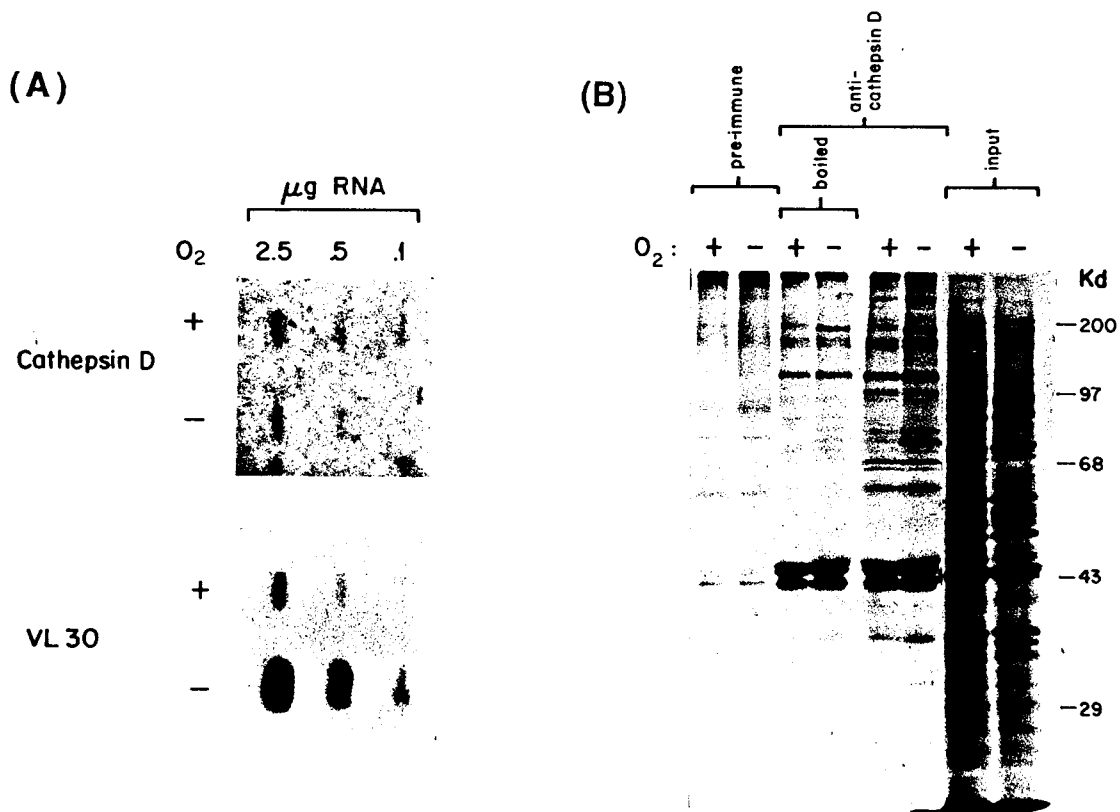 (A)
μg RNA
O2 2.5 .5 .1
+
Cathepsin D
−
+
VL 30
−
(B)
pre-immune
boiled
anti-
cathepsin D
input
O2 : + − + − + − + −
Kd
—200
—97
—68
—43
—29